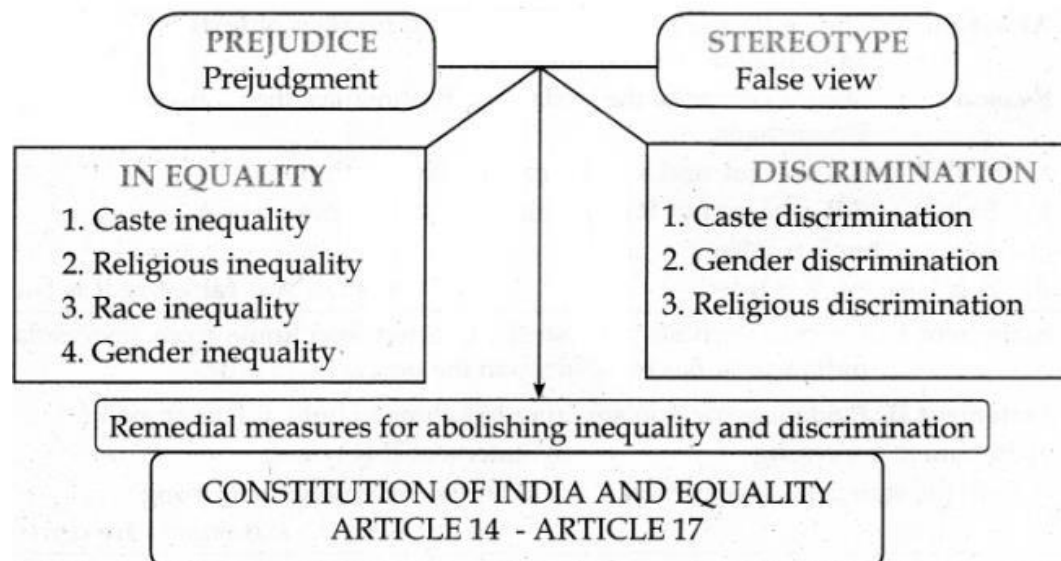 PREJUDICE
Prejudgment
STEREOTYPE
False view
IN EQUALITY
1. Caste inequality
2. Religious inequality
3. Race inequality
4. Gender inequality
DISCRIMINATION
1. Caste discrimination
2. Gender discrimination
3. Religious discrimination
Remedial measures for abolishing inequality and discrimination
CONSTITUTION OF INDIA AND EQUALITY
ARTICLE 14 - ARTICLE 17